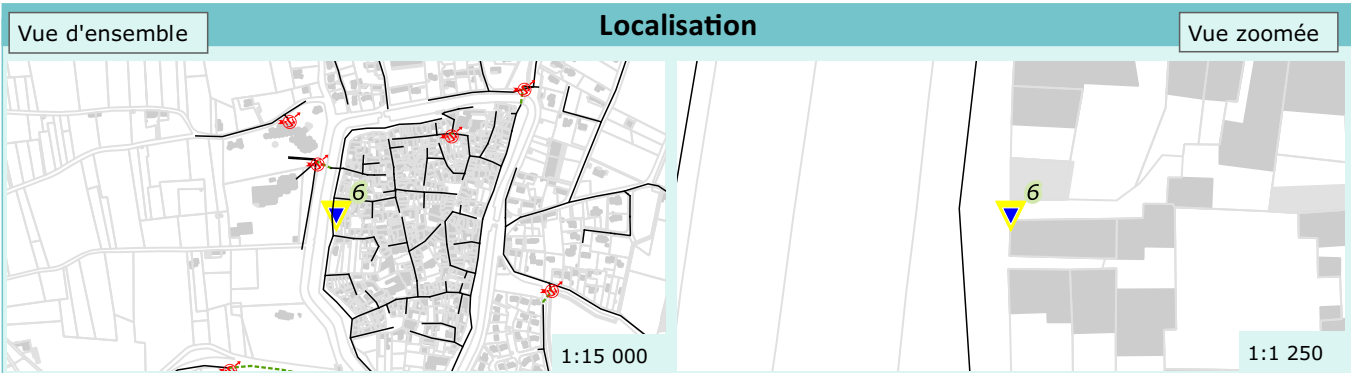 Localisation
Vue d'ensemble
Vue zoomée
6
1:15 000
6
1:1 250